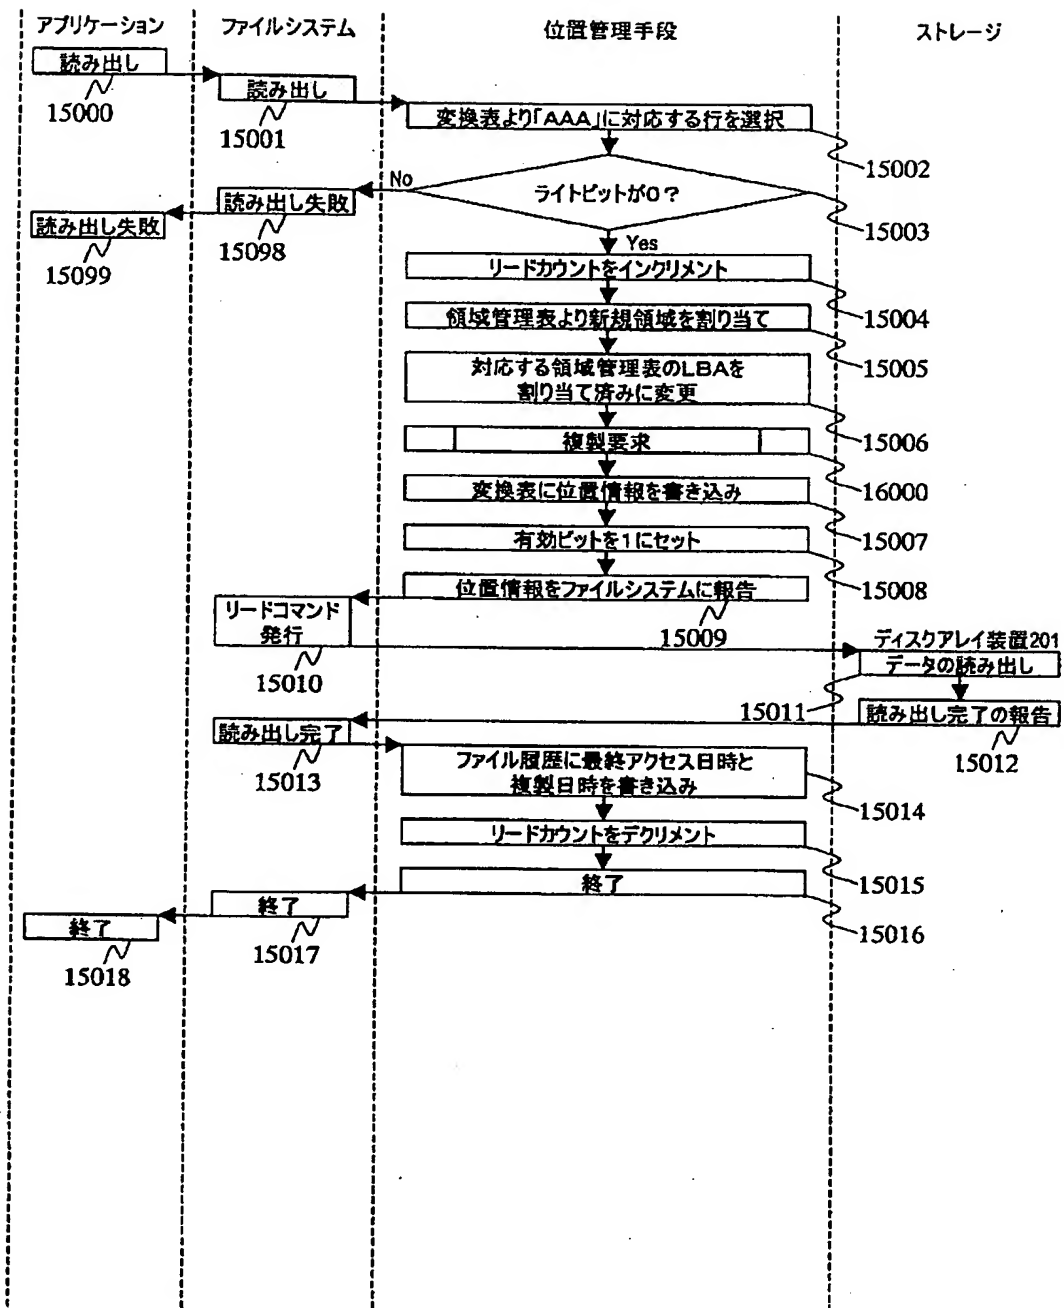 アプリケーション
ファイルシステム
位置管理手段
ストレージ
読み出し
15000
読み出し
15001
変換表より「AAA」に対応する行を選択
15002
ライトビットが0？
15003
No
読み出し失敗
15098
読み出し失敗
15099
Yes
リードカウントをインクリメント
15004
領域管理表より新規領域を割り当て
15005
対応する領域管理表のLBAを
割り当て済みに変更
15006
複製要求
16000
変換表に位置情報を書き込み
15007
有効ビットを1にセット
15008
位置情報をファイルシステムに報告
15009
リードコマンド
発行
15010
ディスクアレイ装置201
データの読み出し
15011
読み出し完了の報告
15012
読み出し完了
15013
ファイル履歴に最終アクセス日時と
複製日時を書き込み
15014
リードカウントをデクリメント
15015
終了
15016
終了
15017
終了
15018